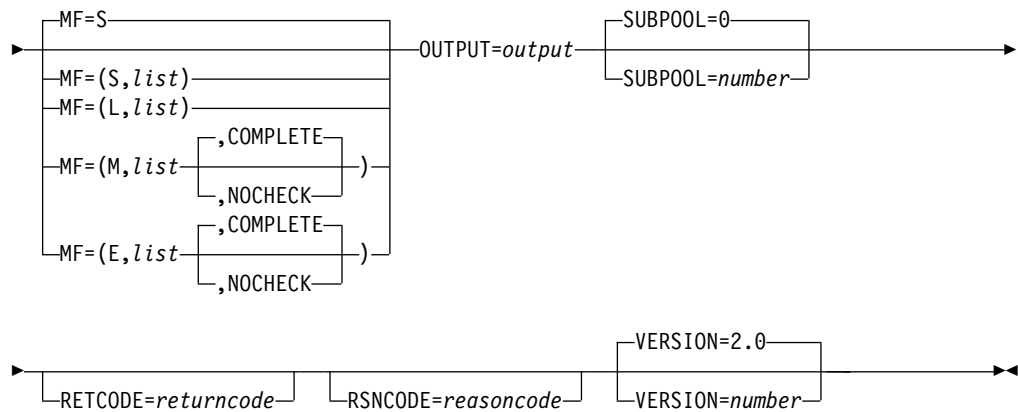 MF=S
MF=(S,list)
MF=(L,list)
MF=(M,list ,COMPLETE ,NOCHECK )
MF=(E,list ,COMPLETE ,NOCHECK )
OUTPUT=output
SUBPOOL=0
SUBPOOL=number
RETCODE=returncode
RSNCODE=reasoncode
VERSION=2.0
VERSION=number